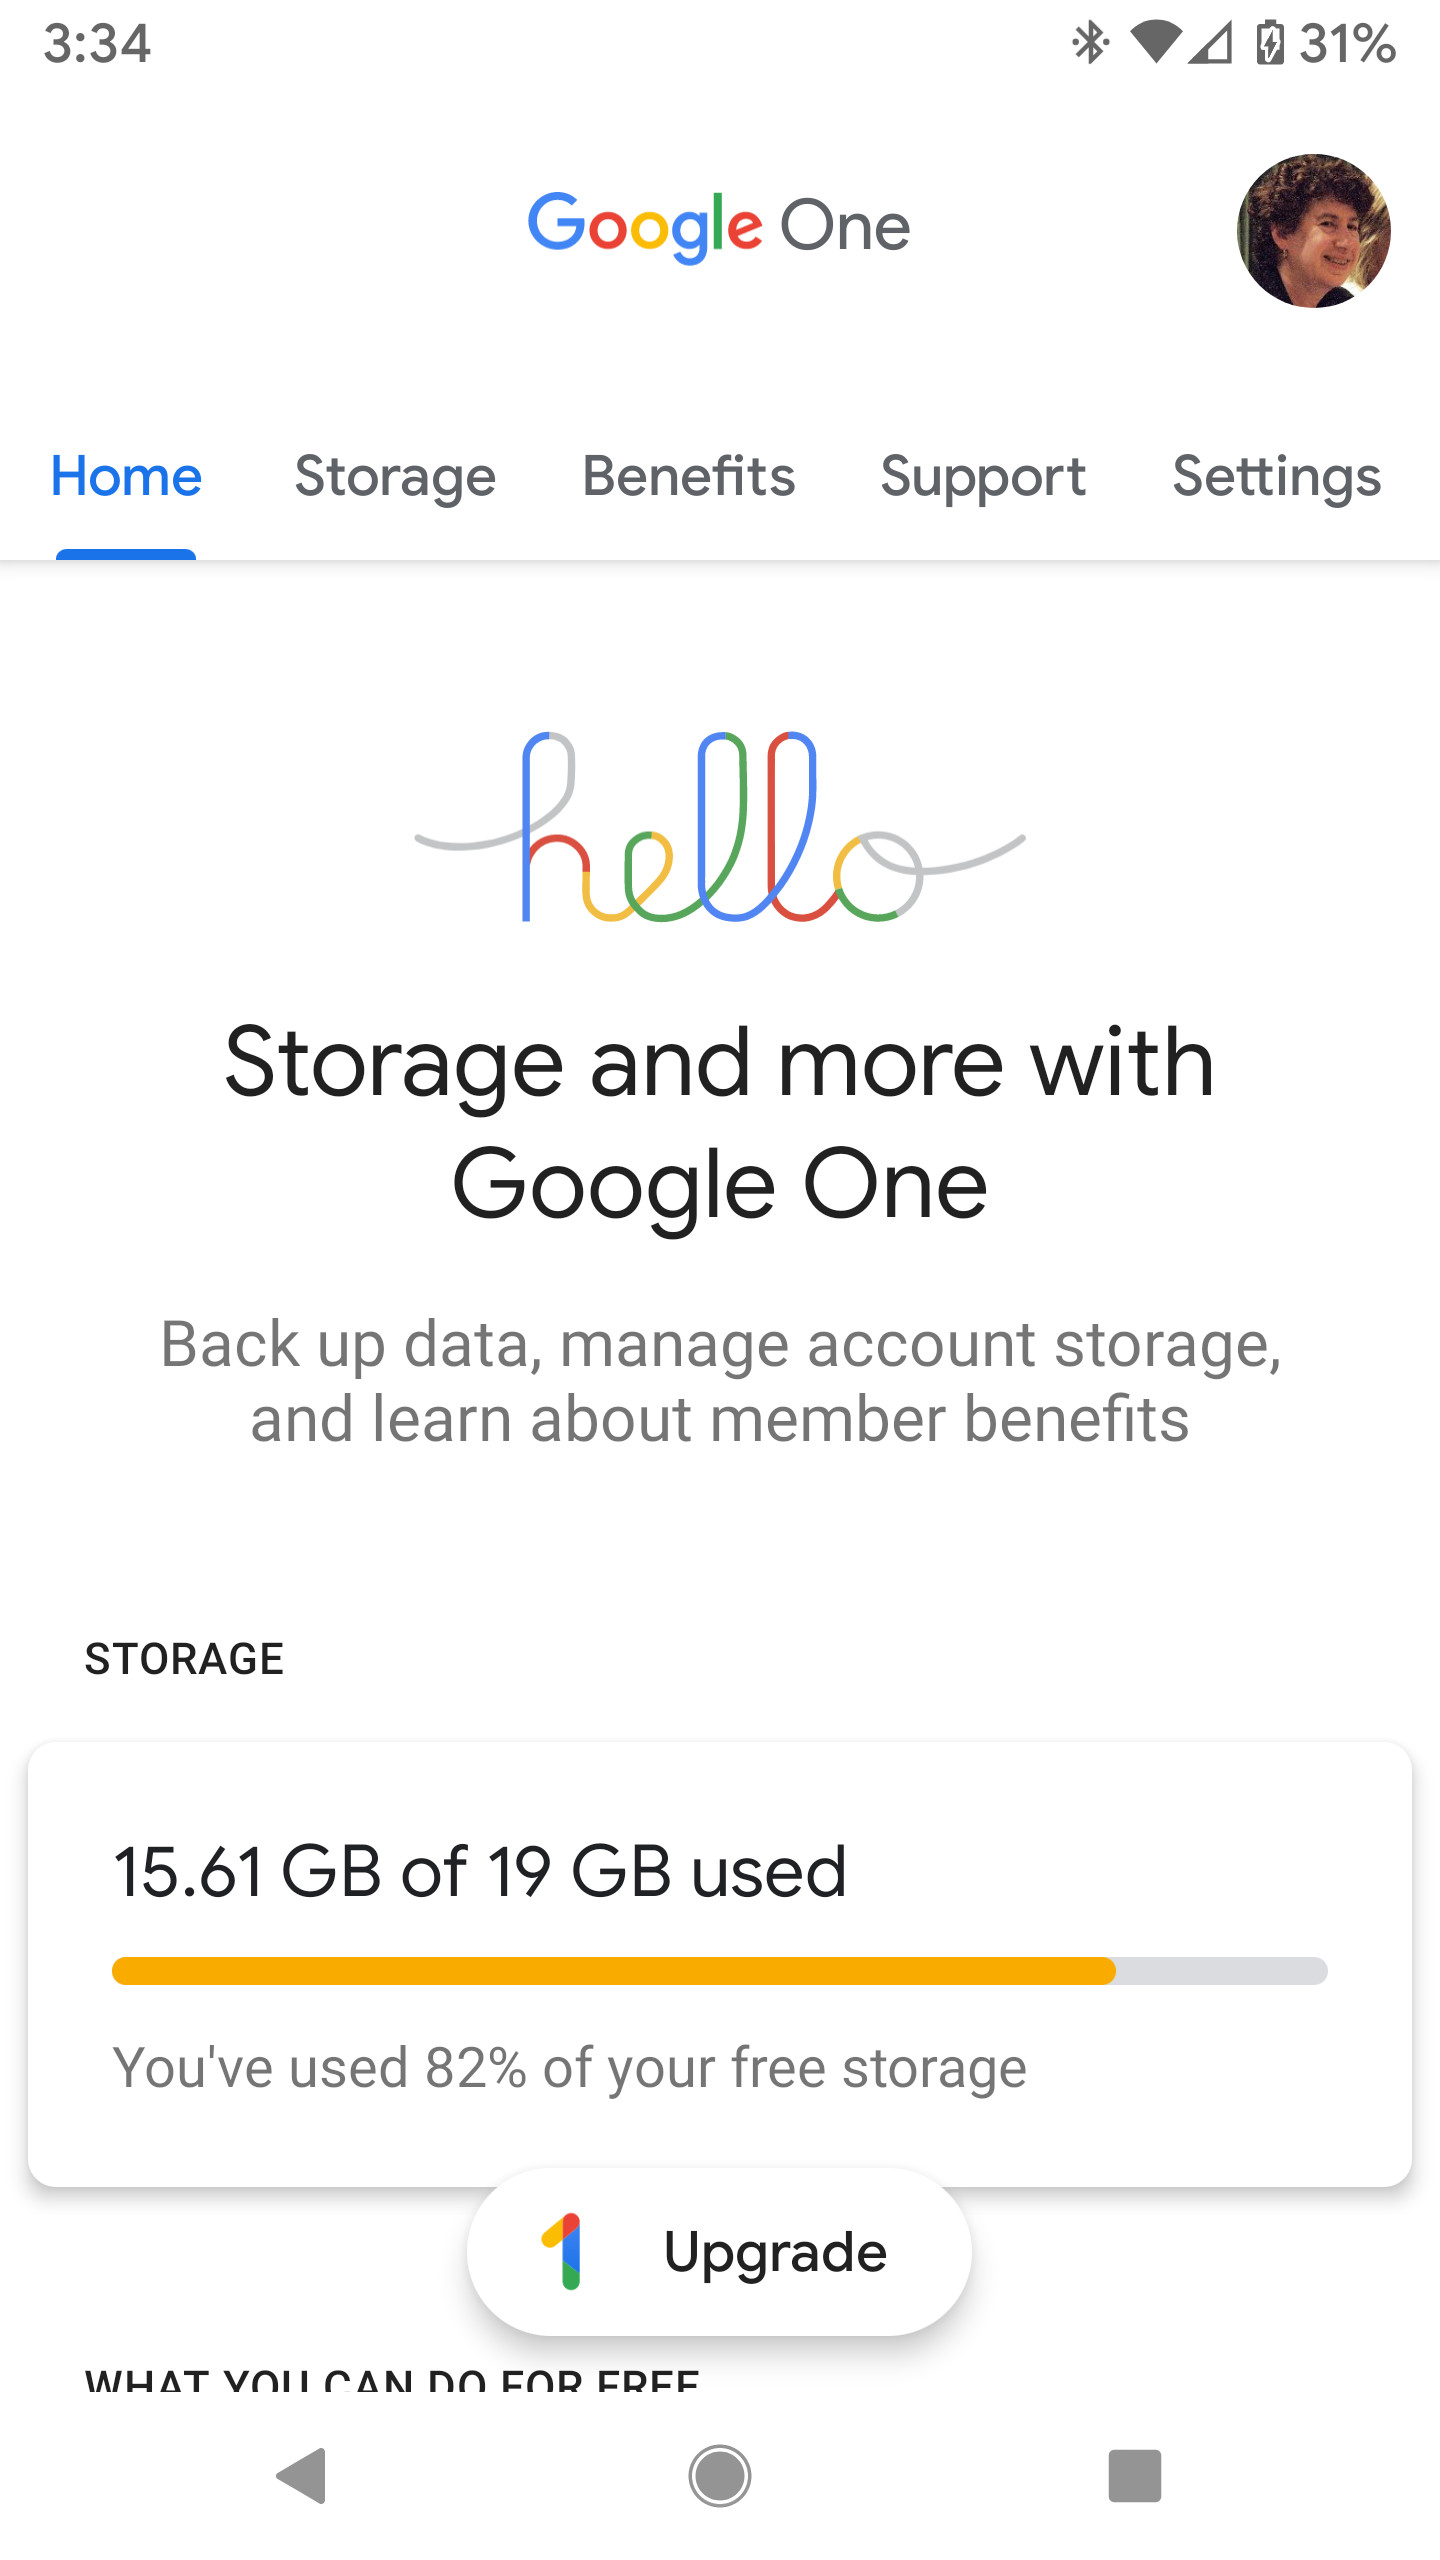 3:34
31%
Google One
Home Storage Benefits Support Settings
hello
Storage and more with
Google One
Back up data, manage account storage,
and learn about member benefits
STORAGE
15.61 GB of 19 GB used
You've used 82% of your free storage
Upgrade
WHAT YOU CAN DO FOR FREE